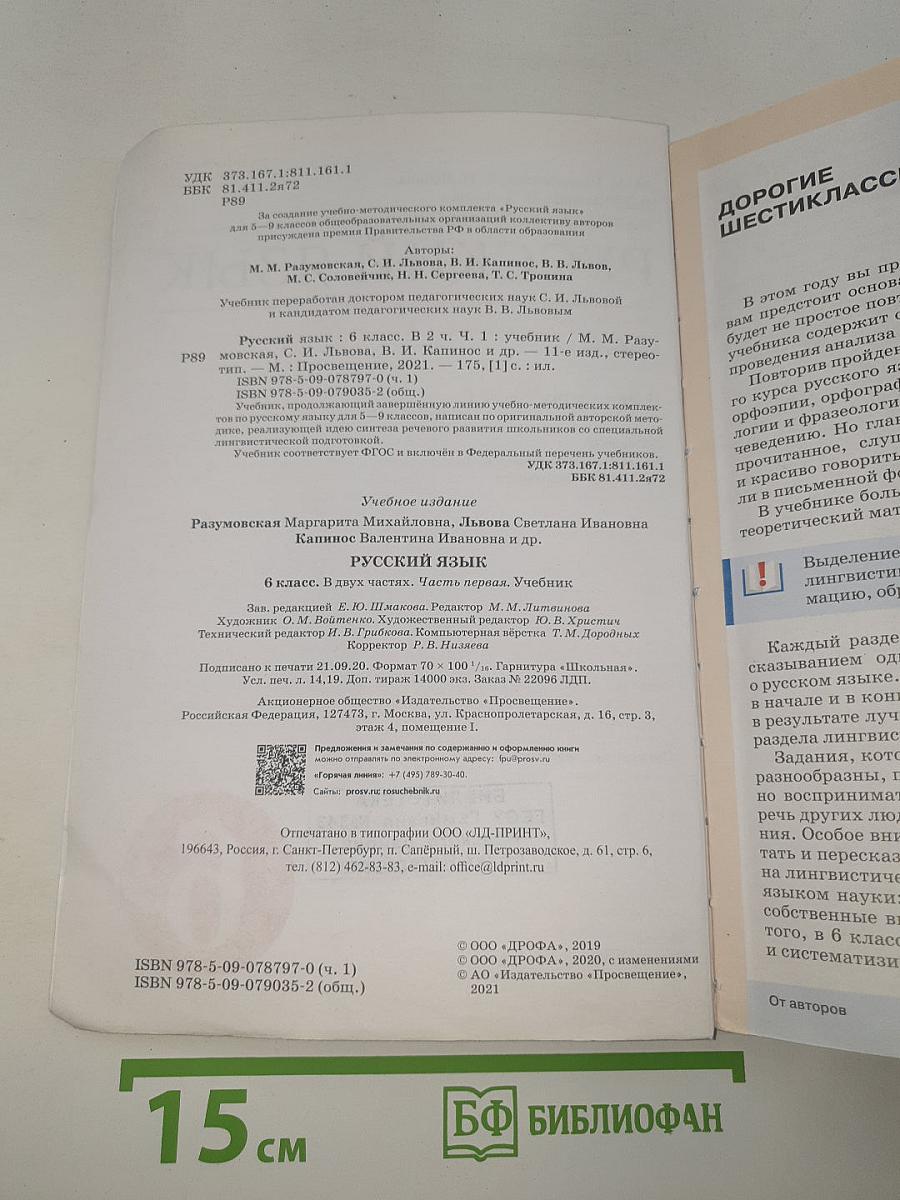 УДК 373.167.1:811.161.1
ББК 81.411.2я72
Р89
За создание учебно-методического комплекта «Русский язык»
для 5—9 классов общеобразовательных организаций коллективу авторов
присуждена премия Правительства РФ в области образования
Авторы:
М. М. Разумовская, С. И. Львова, В. И. Капинос, В. В. Львов,
М. С. Соловейчик, Н. Н. Сергеева, Т. С. Тронина
Учебник переработан доктором педагогических наук С. И. Львовой
и кандидатом педагогических наук В. В. Львовым
Русский язык : 6 класс. В 2 ч. Ч. 1 : учебник / М. М. Разу-
Р89 мовская, С. И. Львова, В. И. Капинос и др. — 11-е изд., стерео-
тип. — М. : Просвещение, 2021. — 175, [1] с. : ил.
ISBN 978-5-09-078797-0 (ч. 1)
ISBN 978-5-09-079035-2 (общ.)
Учебник, продолжающий завершённую линию учебно-методических комплек-
тов по русскому языку для 5—9 классов, написан по оригинальной авторской мето-
дике, реализующей идею синтеза речевого развития школьников со специальной
лингвистической подготовкой.
Учебник соответствует ФГОС и включён в Федеральный перечень учебников.
УДК 373.167.1:811.161.1
ББК 81.411.2я72
Учебное издание
Разумовская Маргарита Михайловна, Львова Светлана Ивановна
Капинос Валентина Ивановна и др.
РУССКИЙ ЯЗЫК
6 класс. В двух частях. Часть первая. Учебник
Зав. редакцией Е. Ю. Шмакова. Редактор М. М. Литвинова
Художник О. М. Войтенко. Художественный редактор Ю. В. Христич
Технический редактор И. В. Грибкова. Компьютерная вёрстка Т. М. Дородных
Корректор Р. В. Низяева
Подписано к печати 21.09.20. Формат 70 × 100 1/16. Гарнитура «Школьная».
Усл. печ. л. 14,19. Доп. тираж 14000 экз. Заказ № 22096 ЛДП.
Акционерное общество «Издательство «Просвещение».
Российская Федерация, 127473, г. Москва, ул. Краснопролетарская, д. 16, стр. 3,
этаж 4, помещение I.
Предложения и замечания по содержанию и оформлению книги
можно отправлять по электронному адресу: fpu@prosv.ru
«Горячая линия»: +7 (495) 789-30-40.
Сайты: prosv.ru; rosuchebnik.ru
Отпечатано в типографии ООО «ЛД-ПРИНТ»,
196643, Россия, г. Санкт-Петербург, п. Сапёрный, ш. Петрозаводское, д. 61, стр. 6,
тел. (812) 462-83-83, e-mail: office@ldprint.ru
© ООО «ДРОФА», 2019
© ООО «ДРОФА», 2020, с изменениями
© АО «Издательство «Просвещение»,
2021
ISBN 978-5-09-078797-0 (ч. 1)
ISBN 978-5-09-079035-2 (общ.)
ДОРОГИЕ
ШЕСТИКЛАСС
В этом году вы пр
вам предстоит основа
будет не простое повт
учебника содержит с
проведения анализа
Повторив пройден
го курса русского яз
орфоэпии, орфограф
логии и фразеологи
чеведению. Но глав
прочитанное, слуш
и красиво говорить
ли в письменной фо
В учебнике боль
теоретический мат
Выделение
лингвисти
мацию, обр
Каждый разде
сказыванием одн
о русском языке.
в начале и в кон
в результате луч
раздела лингвис
Задания, кото
разнообразны, п
но воспринимат
речь других люд
ния. Особое вни
тать и пересказ
на лингвистиче
языком науки:
собственные вы
того, в 6 класс
и систематизи
От авторов
15 см
БФ БИБЛИОФАН